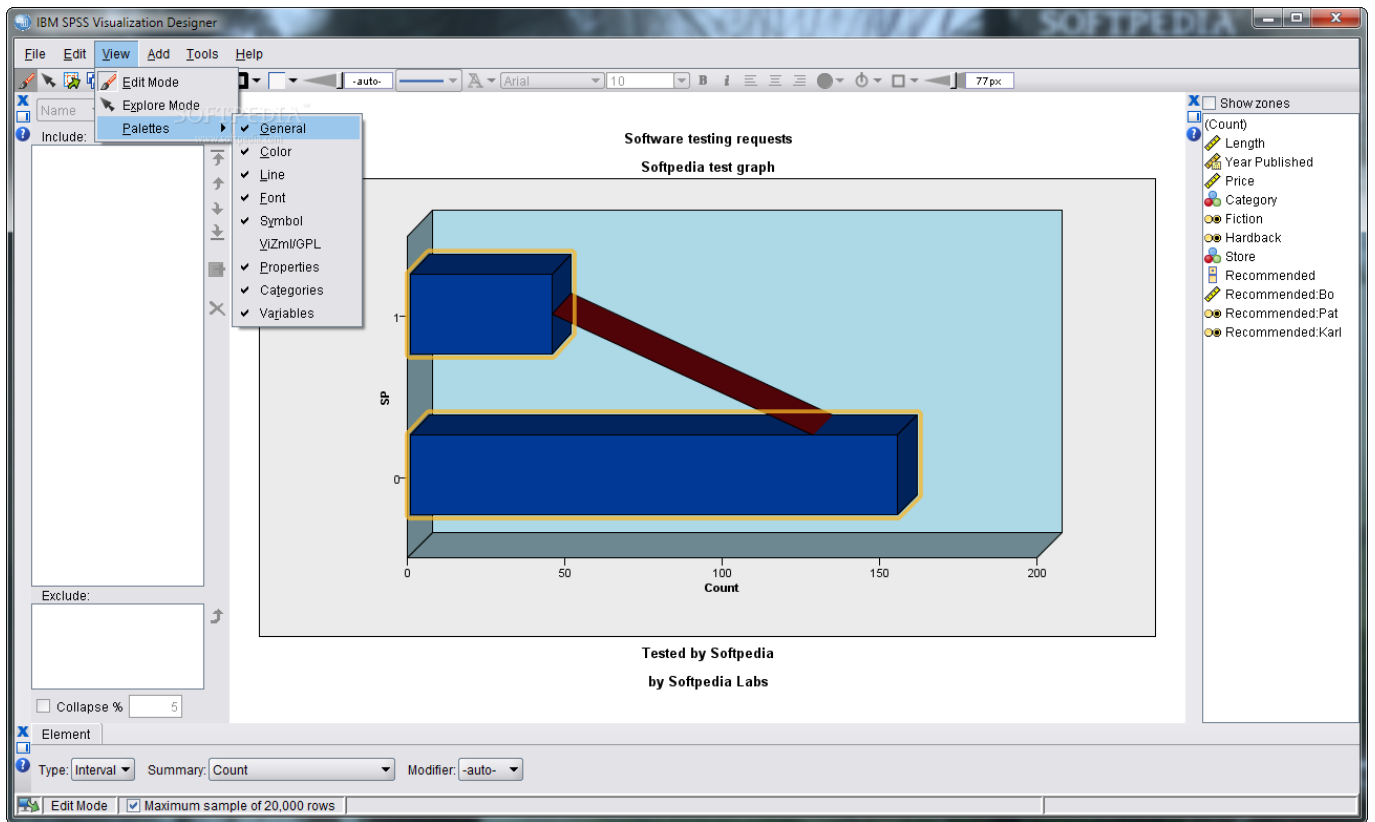 IBM SPSS Visualization Designer
SOFTPEDIA
File Edit View Add Tools Help
-auto- Arial 10 B i 77px
Edit Mode
Explore Mode
Palettes
SOFTPEDIA™
General
Color
Line
Font
Symbol
ViZml/GPL
Properties
Categories
Variables
Name
Include:
Exclude:
Collapse % 5
Software testing requests
Softpedia test graph
1
SP
0
0 50 100 150 200
Count
Tested by Softpedia
by Softpedia Labs
Show zones
(Count)
Length
Year Published
Price
Category
Fiction
Hardback
Store
Recommended
Recommended:Bo
Recommended:Pat
Recommended:Karl
Element
Type: Interval Summary: Count Modifier: -auto-
Edit Mode Maximum sample of 20,000 rows